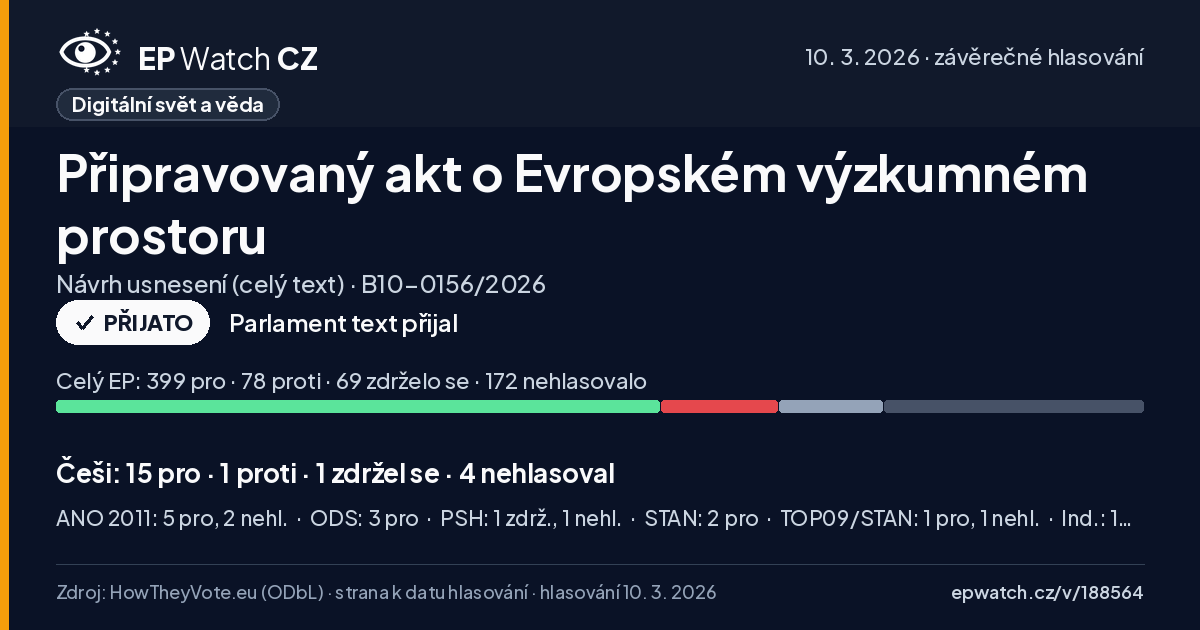 EP Watch CZ
10. 3. 2026 · závěrečné hlasování
Digitální svět a věda
Připravovaný akt o Evropském výzkumném
prostoru
Návrh usnesení (celý text) · B10–0156/2026
✓ PŘIJATO Parlament text přijal
Celý EP: 399 pro · 78 proti · 69 zdrželo se · 172 nehlasovalo
Češi: 15 pro · 1 proti · 1 zdržel se · 4 nehlasoval
ANO 2011: 5 pro, 2 nehl. · ODS: 3 pro · PSH: 1 zdrž., 1 nehl. · STAN: 2 pro · TOP09/STAN: 1 pro, 1 nehl. · Ind.: 1…
Zdroj: HowTheyVote.eu (ODbL) · strana k datu hlasování · hlasování 10. 3. 2026
epwatch.cz/v/188564